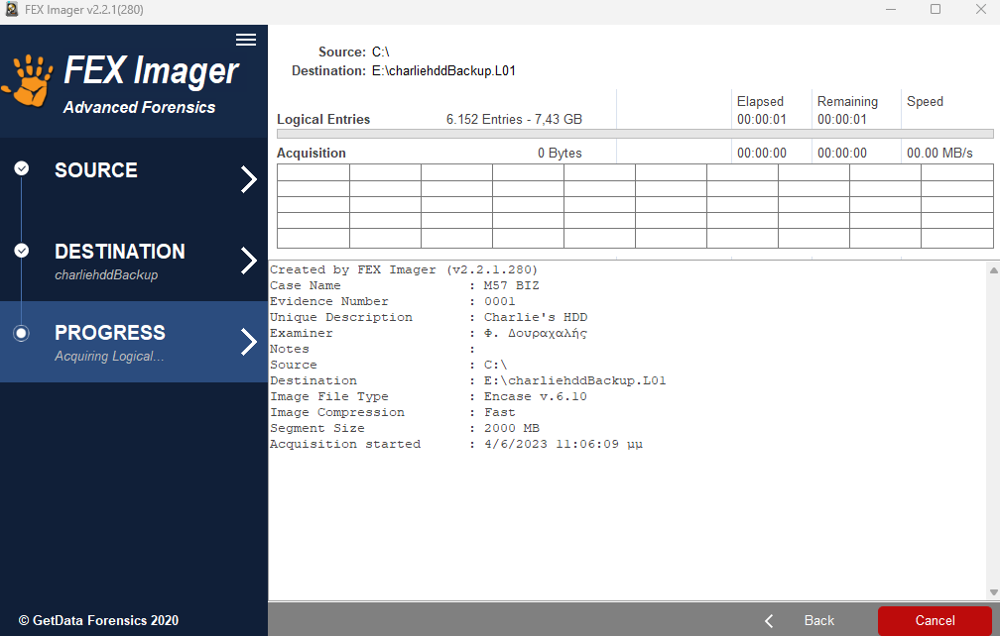 FEX Imager v2.2.1(280)
FEX Imager
Advanced Forensics
SOURCE
DESTINATION
charliehddBackup
PROGRESS
Acquiring Logical...
© GetData Forensics 2020
Source: C:\
Destination: E:\charliehddBackup.L01
Elapsed Remaining Speed
Logical Entries 6.152 Entries - 7,43 GB 00:00:01 00:00:01
Acquisition 0 Bytes 00:00:00 00:00:00 00.00 MB/s
Created by FEX Imager (v2.2.1.280)
Case Name : M57 BIZ
Evidence Number : 0001
Unique Description : Charlie's HDD
Examiner : Φ. Δουραχαλής
Notes :
Source : C:\
Destination : E:\charliehddBackup.L01
Image File Type : Encase v.6.10
Image Compression : Fast
Segment Size : 2000 MB
Acquisition started : 4/6/2023 11:06:09 μμ
Back Cancel